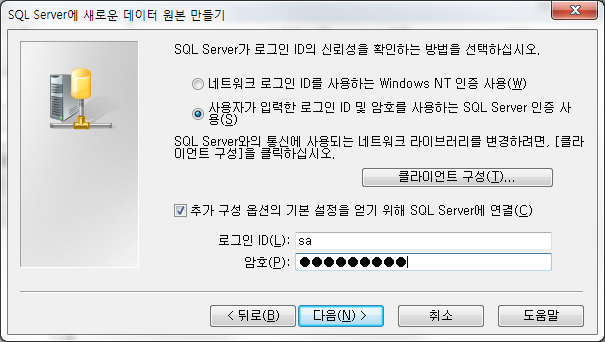 SQL Server에 새로운 데이터 원본 만들기
SQL Server가 로그인 ID의 신뢰성을 확인하는 방법을 선택하십시오.
네트워크 로그인 ID를 사용하는 Windows NT 인증 사용(W)
사용자가 입력한 로그인 ID 및 암호를 사용하는 SQL Server 인증 사
용(S)
SQL Server와의 통신에 사용되는 네트워크 라이브러리를 변경하려면, [클라
이언트 구성]을 클릭하십시오.
클라이언트 구성(T)...
추가 구성 옵션의 기본 설정을 얻기 위해 SQL Server에 연결(C)
로그인 ID(L): sa
암호(P): ●●●●●●●●●
< 뒤로(B) 다음(N) > 취소 도움말